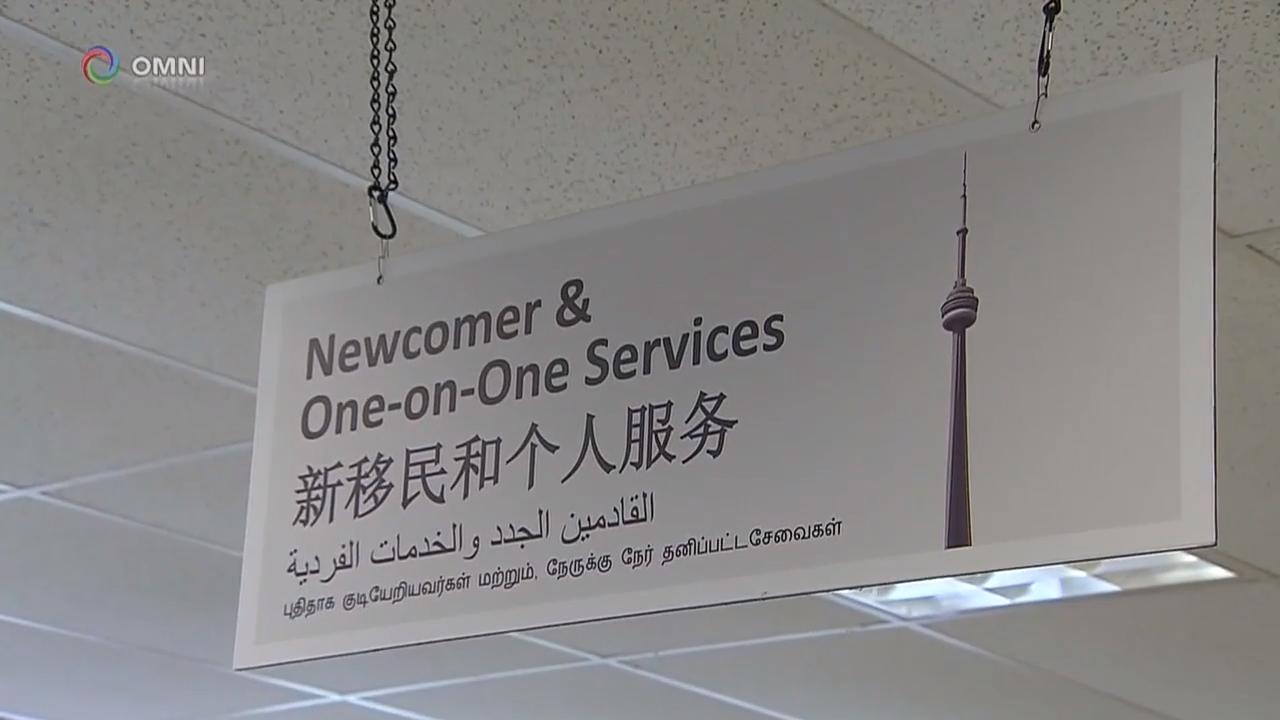 OMNI
Newcomer &
One-on-One Services
新移民和个人服务
القادمين الجدد والخدمات الفردية
புதிதாக குடியேறியவர்கள் மற்றும், நேருக்கு நேர் தனிப்பட்டசேவைகள்